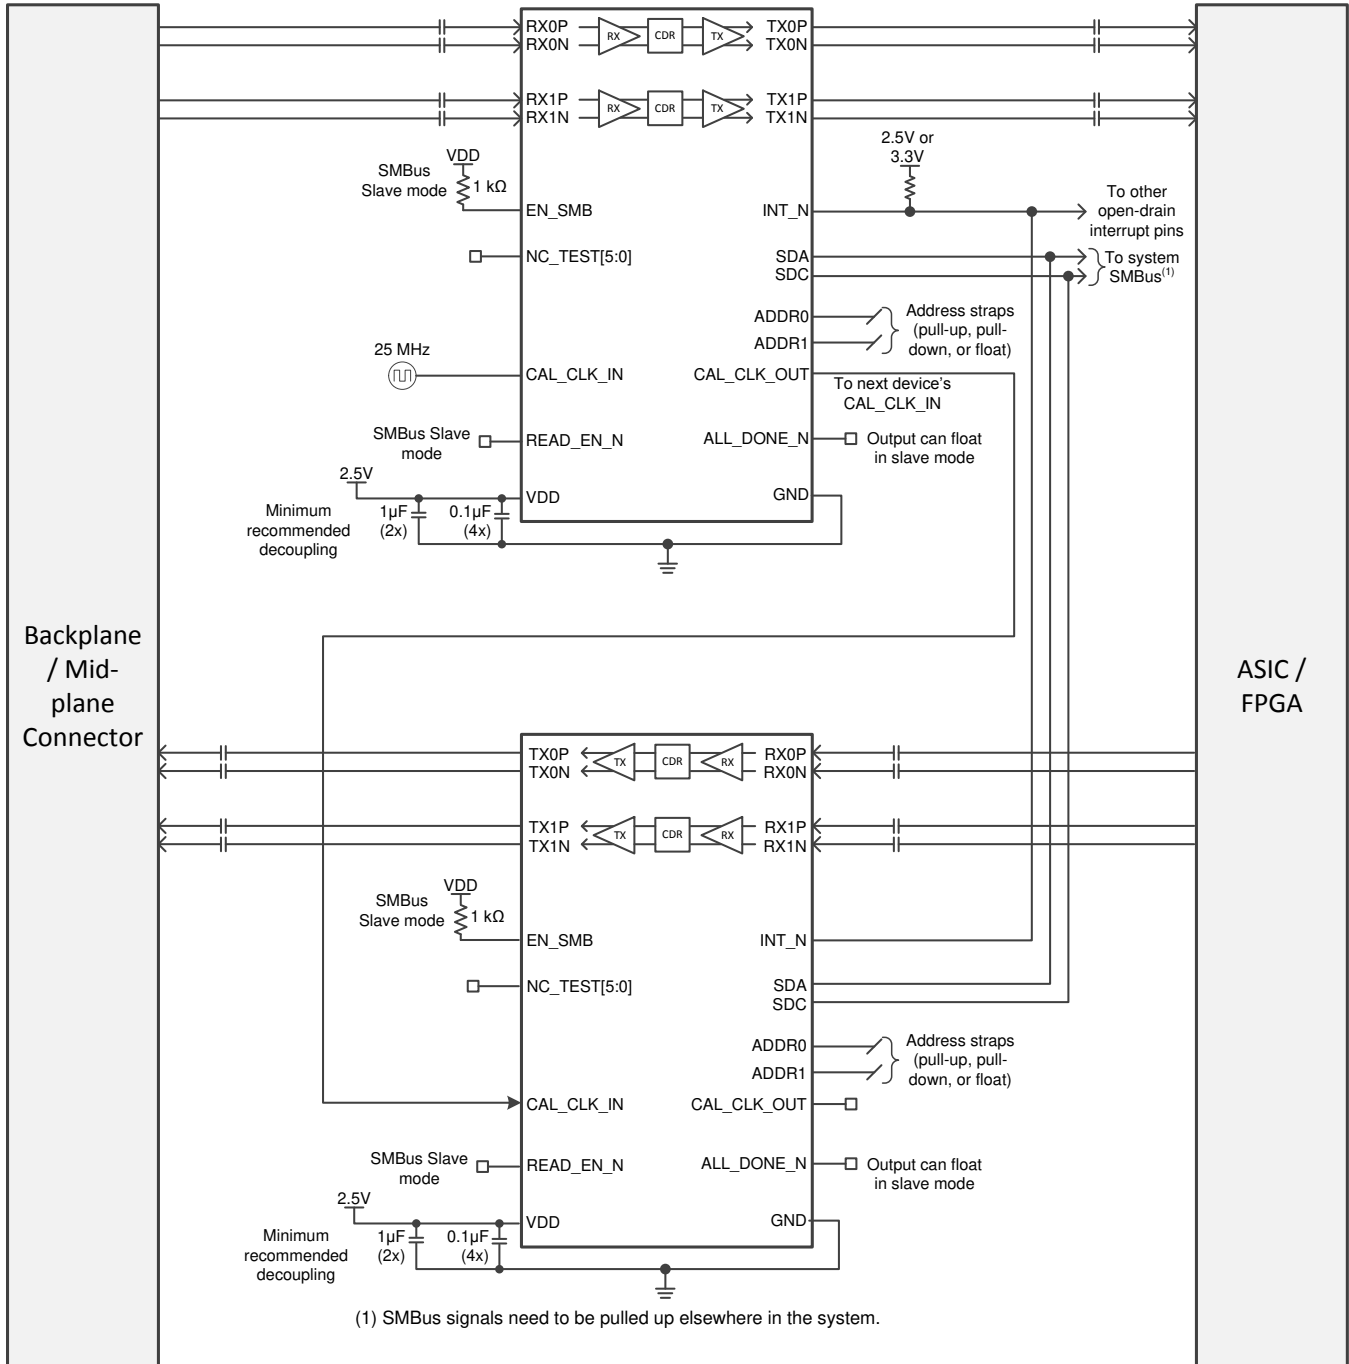 RX0P
RX0N
RX
CDR
TX
TX0P
TX0N
RX1P
RX1N
RX
CDR
TX
TX1P
TX1N
2.5V or
3.3V
SMBus
Slave mode
VDD
1 kΩ
EN_SMB
INT_N
To other
open-drain
interrupt pins
NC_TEST[5:0]
SDA
SDC
To system
SMBus(1)
ADDR0
ADDR1
Address straps
(pull-up, pull-
down, or float)
25 MHz
CAL_CLK_IN
CAL_CLK_OUT
To next device's
CAL_CLK_IN
SMBus Slave
mode
READ_EN_N
ALL_DONE_N
Output can float
in slave mode
2.5V
VDD
GND
Minimum
recommended
decoupling
1μF
(2x)
0.1μF
(4x)
Backplane
/ Mid-
plane
Connector
ASIC /
FPGA
TX0P
TX0N
TX
CDR
RX
RX0P
RX0N
TX1P
TX1N
TX
CDR
RX
RX1P
RX1N
SMBus
Slave mode
VDD
1 kΩ
EN_SMB
INT_N
NC_TEST[5:0]
SDA
SDC
ADDR0
ADDR1
Address straps
(pull-up, pull-
down, or float)
CAL_CLK_IN
CAL_CLK_OUT
SMBus Slave
mode
READ_EN_N
ALL_DONE_N
Output can float
in slave mode
2.5V
VDD
GND
Minimum
recommended
decoupling
1μF
(2x)
0.1μF
(4x)
(1) SMBus signals need to be pulled up elsewhere in the system.